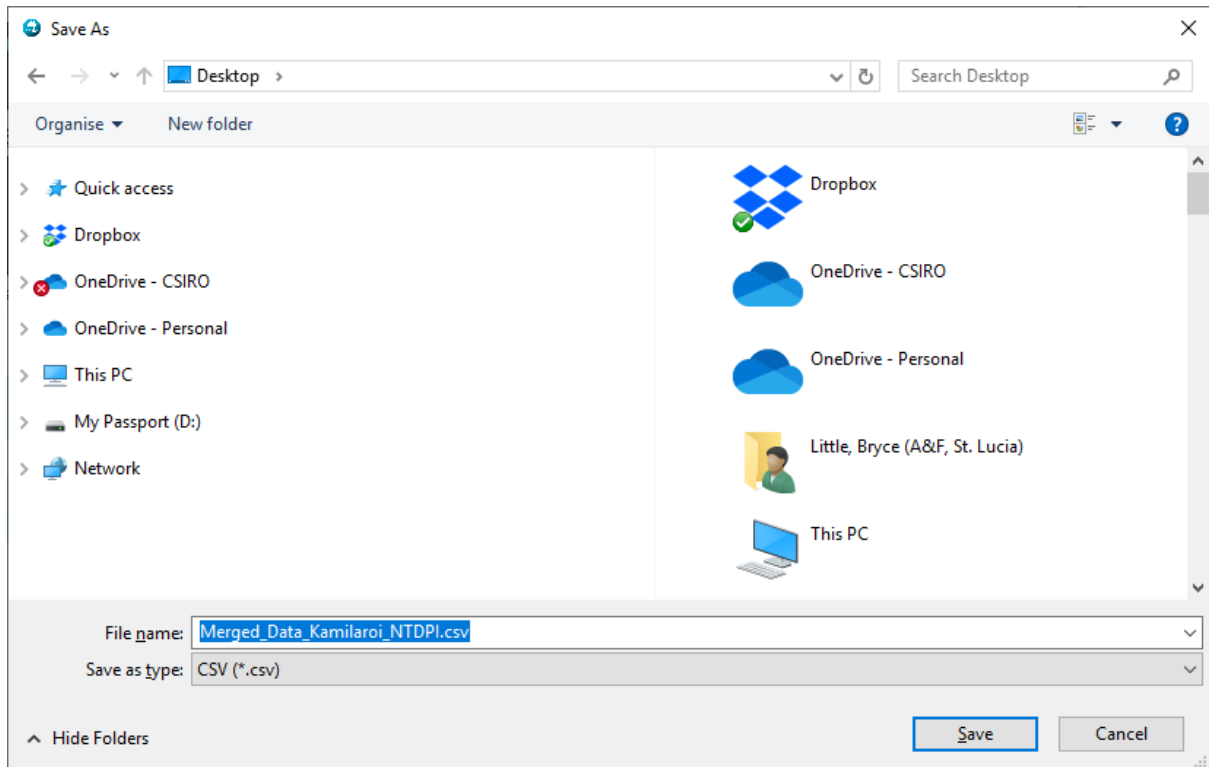 Save As
Desktop
Search Desktop
Organise
New folder
Quick access
Dropbox
OneDrive - CSIRO
OneDrive - Personal
This PC
My Passport (D:)
Network
Dropbox
OneDrive - CSIRO
OneDrive - Personal
Little, Bryce (A&F, St. Lucia)
This PC
File name: Merged_Data_Kamilaroi_NTDPI.csv
Save as type: CSV (*.csv)
Hide Folders
Save
Cancel